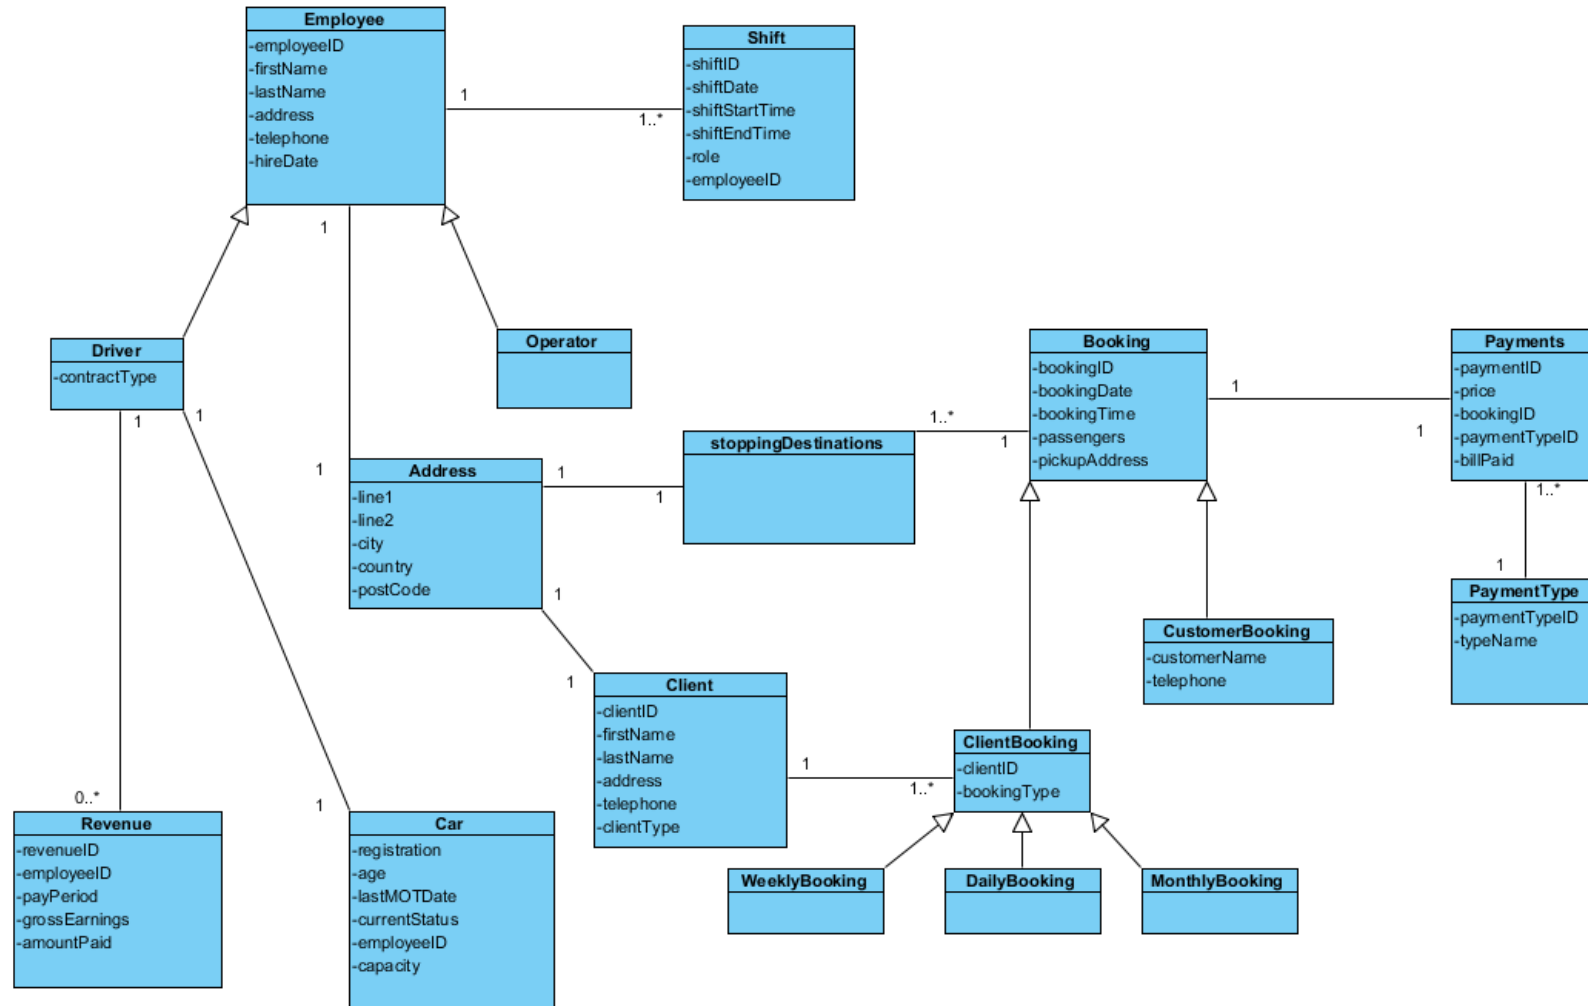 Employee
-employeeID
-firstName
-lastName
-address
-telephone
-hireDate
Shift
-shiftID
-shiftDate
-shiftStartTime
-shiftEndTime
-role
-employeeID
1
1..*
1
1
Driver
-contractType
Operator
1
1
Address
-line1
-line2
-city
-country
-postCode
1
1
stoppingDestinations
1..*
1
Booking
-bookingID
-bookingDate
-bookingTime
-passengers
-pickupAddress
1
1
Payments
-paymentID
-price
-bookingID
-paymentTypeID
-billPaid
1..*
1
PaymentType
-paymentTypeID
-typeName
CustomerBooking
-customerName
-telephone
1
1
Client
-clientID
-firstName
-lastName
-address
-telephone
-clientType
1
1..*
ClientBooking
-clientID
-bookingType
0..*
1
Revenue
-revenueID
-employeeID
-payPeriod
-grossEarnings
-amountPaid
Car
-registration
-age
-lastMOTDate
-currentStatus
-employeeID
-capacity
WeeklyBooking
DailyBooking
MonthlyBooking